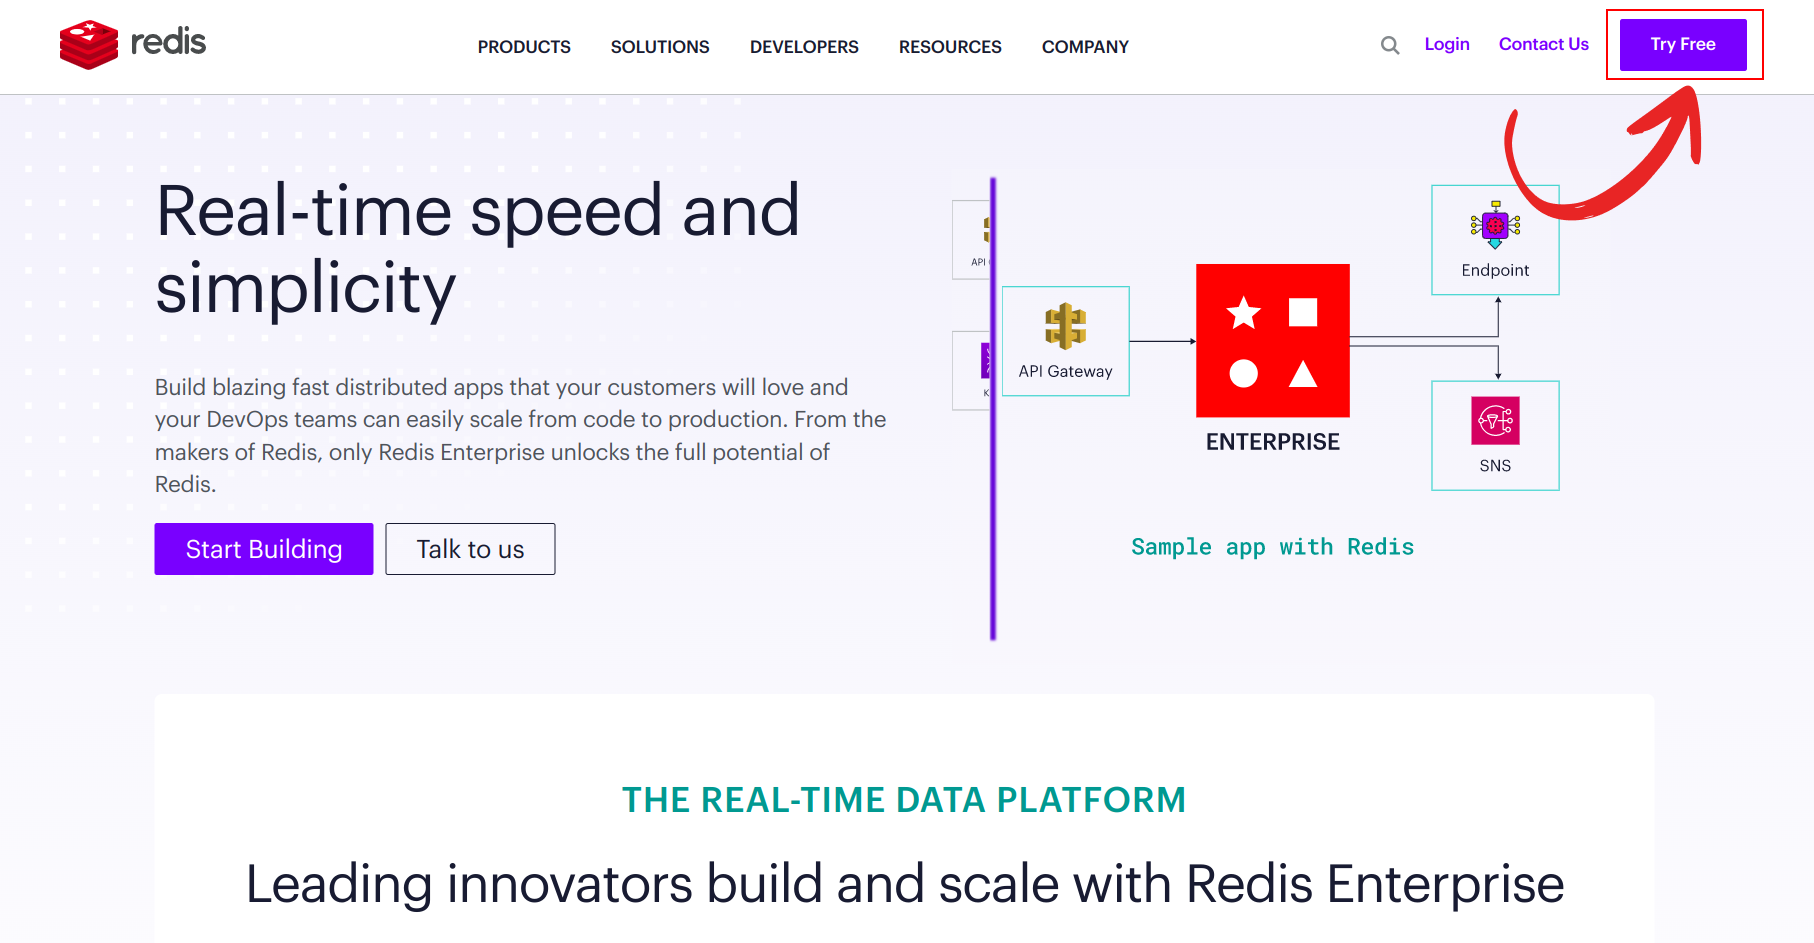 redis
PRODUCTS SOLUTIONS DEVELOPERS RESOURCES COMPANY
Login Contact Us Try Free
Real-time speed and
simplicity
Build blazing fast distributed apps that your customers will love and
your DevOps teams can easily scale from code to production. From the
makers of Redis, only Redis Enterprise unlocks the full potential of
Redis.
Start Building Talk to us
API
API Gateway
ENTERPRISE
Endpoint
SNS
Sample app with Redis
THE REAL-TIME DATA PLATFORM
Leading innovators build and scale with Redis Enterprise